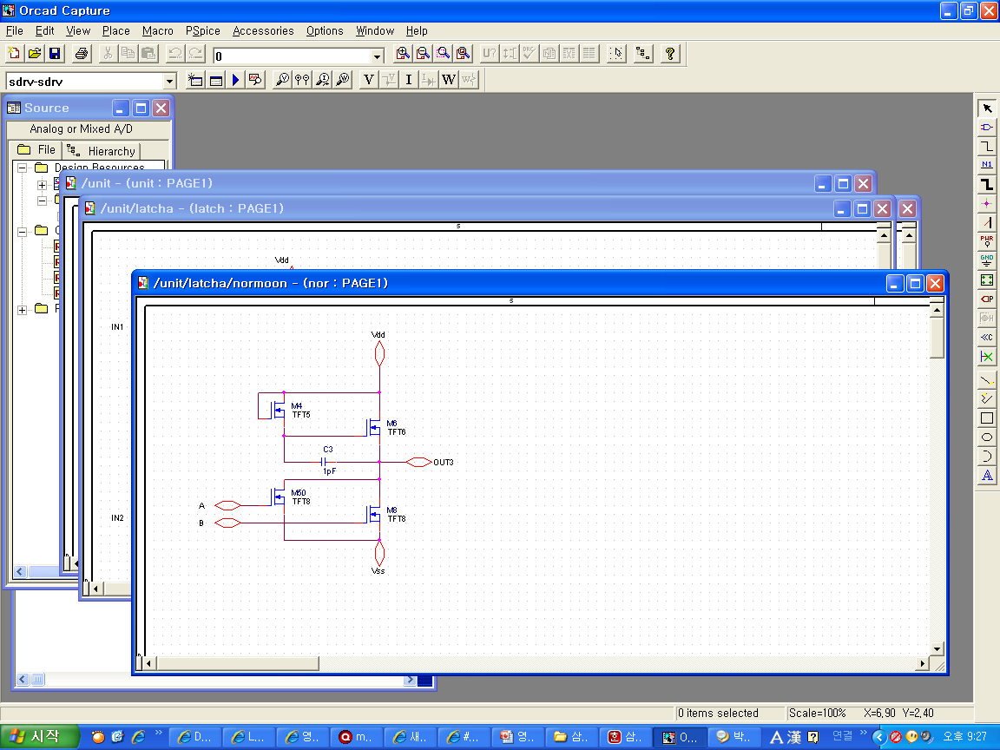 Orcad Capture
File Edit View Place Macro PSpice Accessories Options Window Help
0
U?
DRC
?
sdrv-sdrv
V V I I W W
Source
Analog or Mixed A/D
File Hierarchy
Design Resources
/unit - (unit : PAGE1)
/unit/latcha - (latch : PAGE1)
5
Vdd
/unit/latcha/normoon - (nor : PAGE1)
5
IN1
Vdd
M4
TFT5
M6
TFT6
C3
1pF
OUT3
M50
TFT8
A
M8
TFT8
B
IN2
Vss
N1
PWR
GND
A
0 items selected Scale=100% X=6,90 Y=2,40
시작 D... L... 영.. m.. 새.. #... 영.. 삼.. 삼.. O... 박.. A 漢 연결 오후 9:27